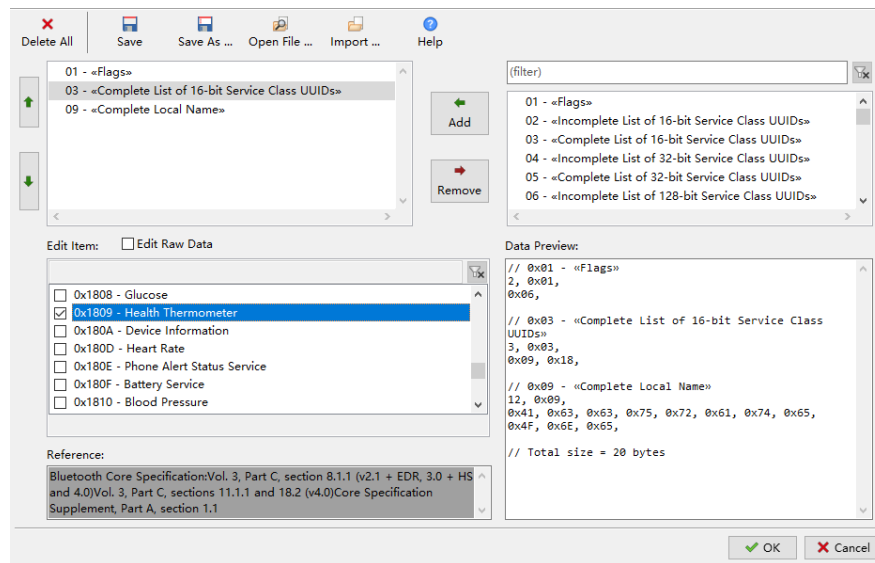 Delete All
Save
Save As ...
Open File ...
Import ...
Help
01 - «Flags»
03 - «Complete List of 16-bit Service Class UUIDs»
09 - «Complete Local Name»
Add
Remove
(filter)
01 - «Flags»
02 - «Incomplete List of 16-bit Service Class UUIDs»
03 - «Complete List of 16-bit Service Class UUIDs»
04 - «Incomplete List of 32-bit Service Class UUIDs»
05 - «Complete List of 32-bit Service Class UUIDs»
06 - «Incomplete List of 128-bit Service Class UUIDs»
Edit Item:
Edit Raw Data
0x1808 - Glucose
0x1809 - Health Thermometer
0x180A - Device Information
0x180D - Heart Rate
0x180E - Phone Alert Status Service
0x180F - Battery Service
0x1810 - Blood Pressure
Reference:
Bluetooth Core Specification:Vol. 3, Part C, section 8.1.1 (v2.1 + EDR, 3.0 + HS
and 4.0)Vol. 3, Part C, sections 11.1.1 and 18.2 (v4.0)Core Specification
Supplement, Part A, section 1.1
Data Preview:
// 0x01 - «Flags»
2, 0x01,
0x06,
// 0x03 - «Complete List of 16-bit Service Class
UUIDs»
3, 0x03,
0x09, 0x18,
// 0x09 - «Complete Local Name»
12, 0x09,
0x41, 0x63, 0x63, 0x75, 0x72, 0x61, 0x74, 0x65,
0x4F, 0x6E, 0x65,
// Total size = 20 bytes
OK
Cancel